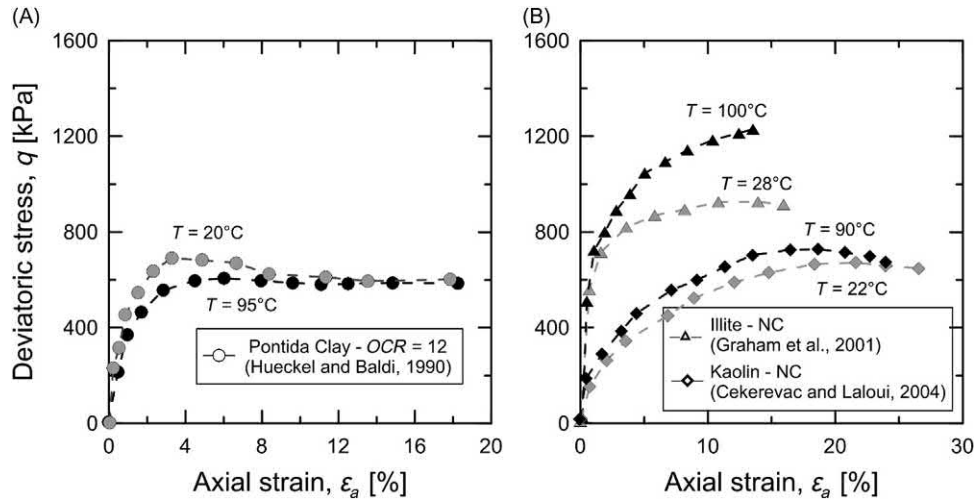 (A)
1600
1200
800
400
0
Deviatoric stress, q [kPa]
T = 20°C
T = 95°C
Pontida Clay - OCR = 12
(Hueckel and Baldi, 1990)
0 2 4 6 8 10 12 14 16 18 20
Axial strain, εa [%]
(B)
1600
1200
800
400
0
T = 100°C
T = 28°C
T = 90°C
T = 22°C
Illite - NC
(Graham et al., 2001)
Kaolin - NC
(Cekerevac and Laloui, 2004)
0 10 20 30
Axial strain, εa [%]